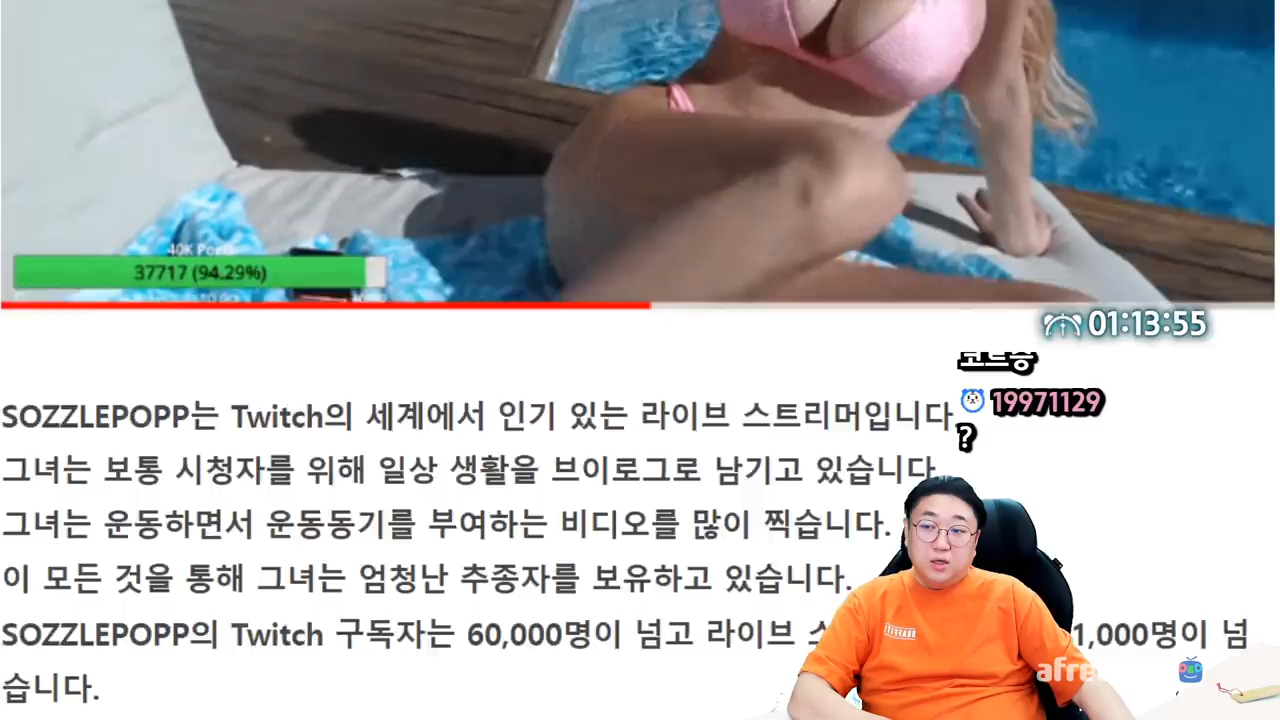 37717 (94.29%)
01:13:55
19971129
?
SOZZLEPOPP는 Twitch의 세계에서 인기 있는 라이브 스트리머입니다
그녀는 보통 시청자를 위해 일상 생활을 브이로그로 남기고 있습니다.
그녀는 운동하면서 운동동기를 부여하는 비디오를 많이 찍습니다.
이 모든 것을 통해 그녀는 엄청난 추종자를 보유하고 있습니다.
SOZZLEPOPP의 Twitch 구독자는 60,000명이 넘고 라이브 1,000명이 넘
습니다.